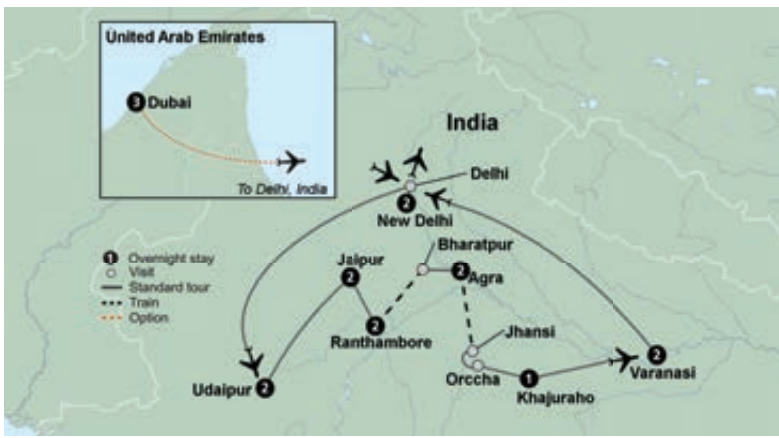 United Arab Emirates
3 Dubai
To Delhi, India
India
Delhi
2
New Delhi
Bharatpur
Jaipur
2
2 Agra
1 Overnight stay
Visit
Standard tour
Train
Option
2
Ranthambore
Jhansi
Udaipur 2
Orccha
1
Khajuraho
2
Varanasi